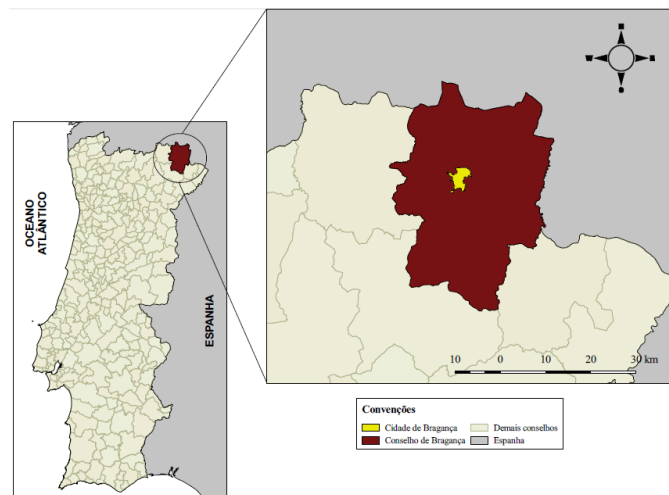 OCEANO
ATLÂNTICO
ESPANHA
10 0 10 20 30 km
Convenções
Cidade de Bragança
Conselho de Bragança
Demais conselhos
Espanha